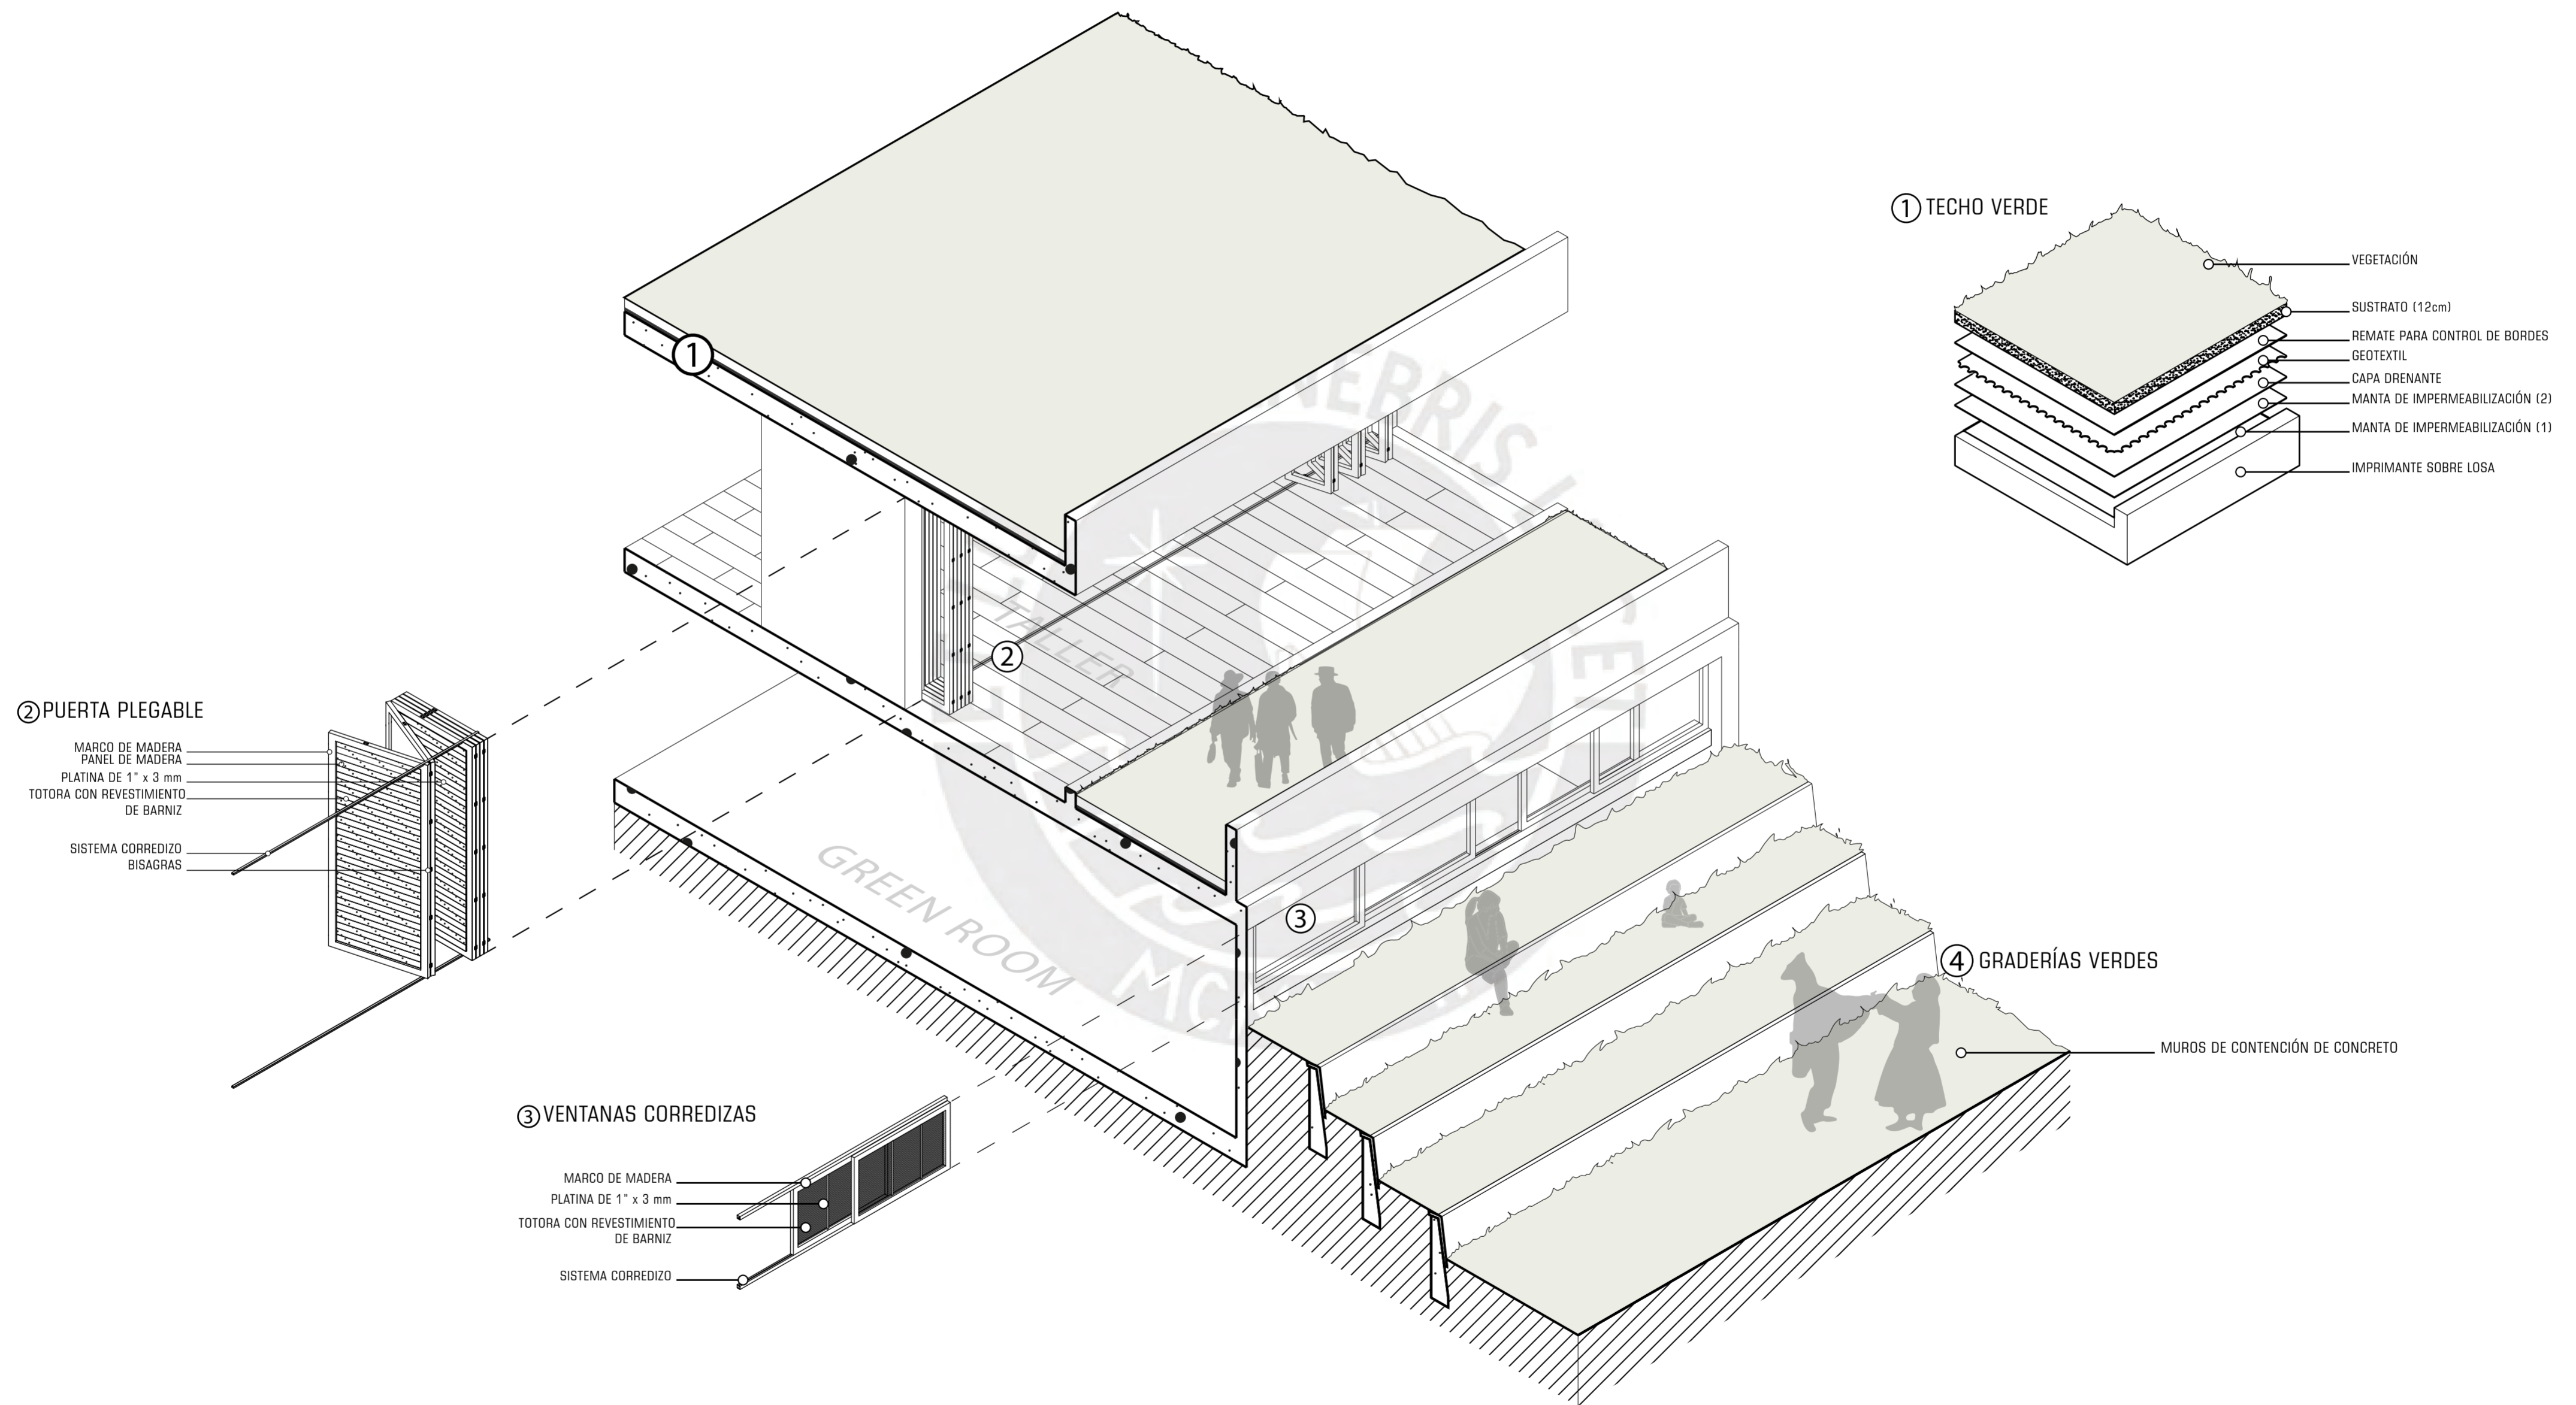 ① TECHO VERDE
VEGETACIÓN
SUSTRATO (12cm)
REMATE PARA CONTROL DE BORDES
GEOTEXTIL
CAPA DRENANTE
MANTA DE IMPERMEABILIZACIÓN (2)
MANTA DE IMPERMEABILIZACIÓN (1)
IMPRIMANTE SOBRE LOSA
1
2
TALLER
② PUERTA PLEGABLE
MARCO DE MADERA
PANEL DE MADERA
PLATINA DE 1" x 3 mm
TOTORA CON REVESTIMIENTO
DE BARNIZ
SISTEMA CORREDIZO
BISAGRAS
GREEN ROOM
3
④ GRADERÍAS VERDES
MUROS DE CONTENCIÓN DE CONCRETO
③ VENTANAS CORREDIZAS
MARCO DE MADERA
PLATINA DE 1" x 3 mm
TOTORA CON REVESTIMIENTO
DE BARNIZ
SISTEMA CORREDIZO